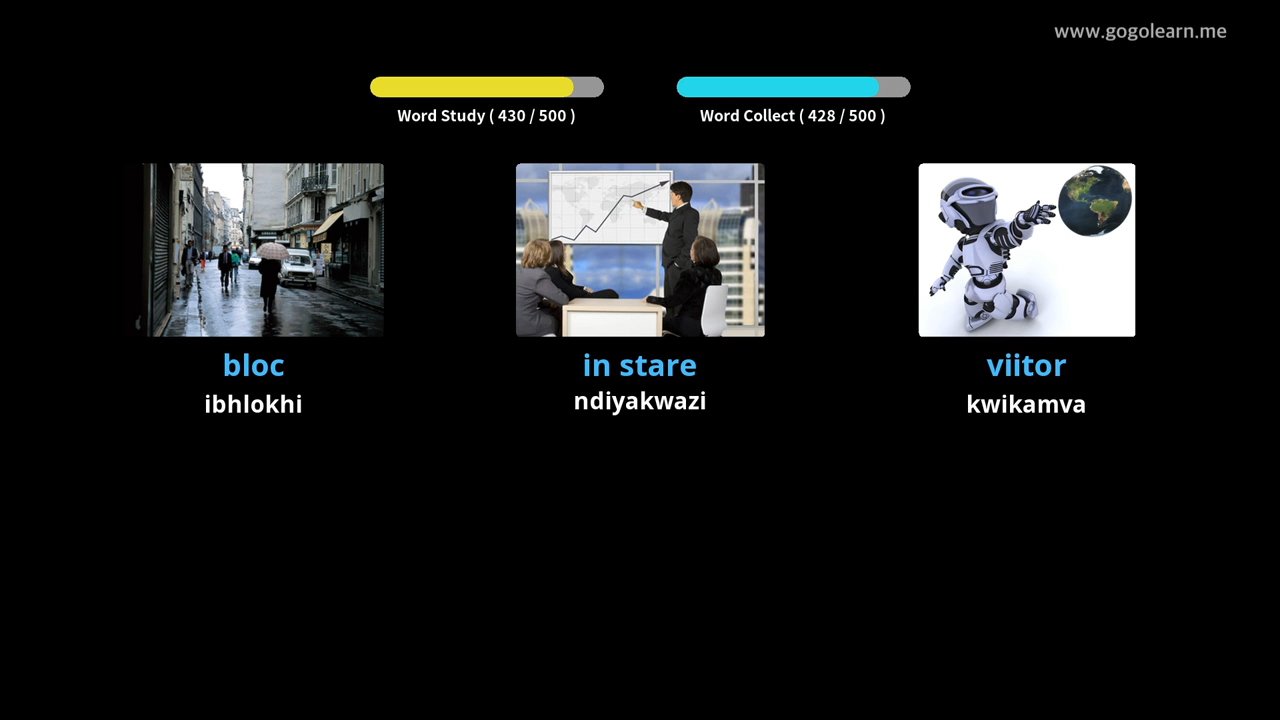 www.gogolearn.me
Word Study ( 430 / 500 )
Word Collect ( 428 / 500 )
bloc
in stare
viitor
ibhlokhi
ndiyakwazi
kwikamva